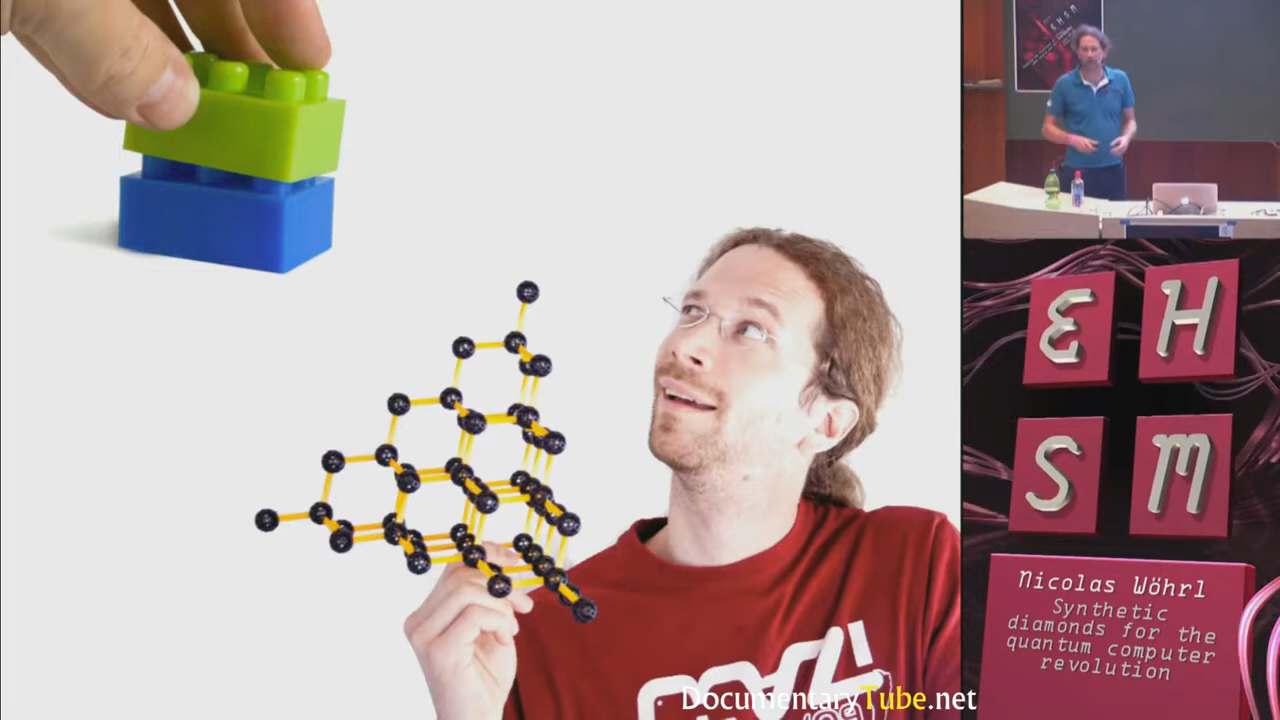 E H
S M
Nicolas Wöhrl
Synthetic
diamonds for the
quantum computer
revolution
DocumentaryTube.net